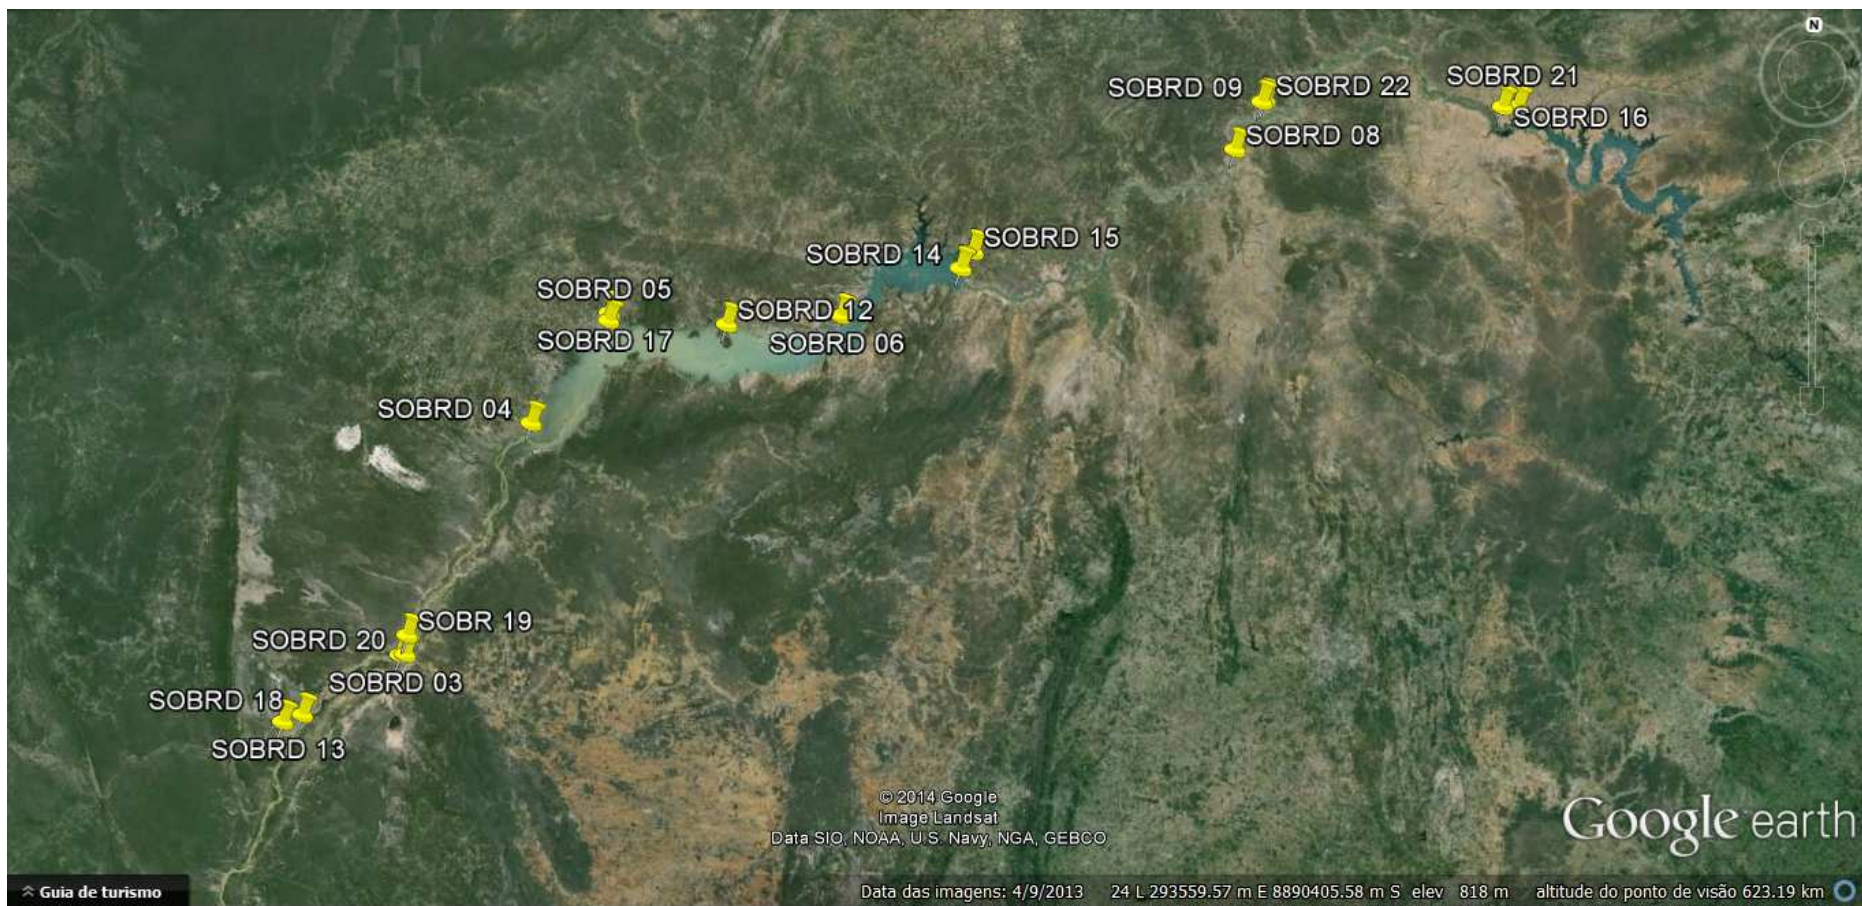 N
SOBRD 21
SOBRD 09
SOBRD 22
SOBRD 16
SOBRD 08
SOBRD 15
SOBRD 14
SOBRD 05
SOBRD 12
SOBRD 17
SOBRD 06
SOBRD 04
SOBR 19
SOBRD 20
SOBRD 03
SOBRD 18
SOBRD 13
© 2014 Google
Image Landsat
Data SIO, NOAA, U.S. Navy, NGA, GEBCO
Google earth
Guia de turismo
Data das imagens: 4/9/2013 24 L 293559.57 m E 8890405.58 m S elev 818 m altitude do ponto de visão 623.19 km